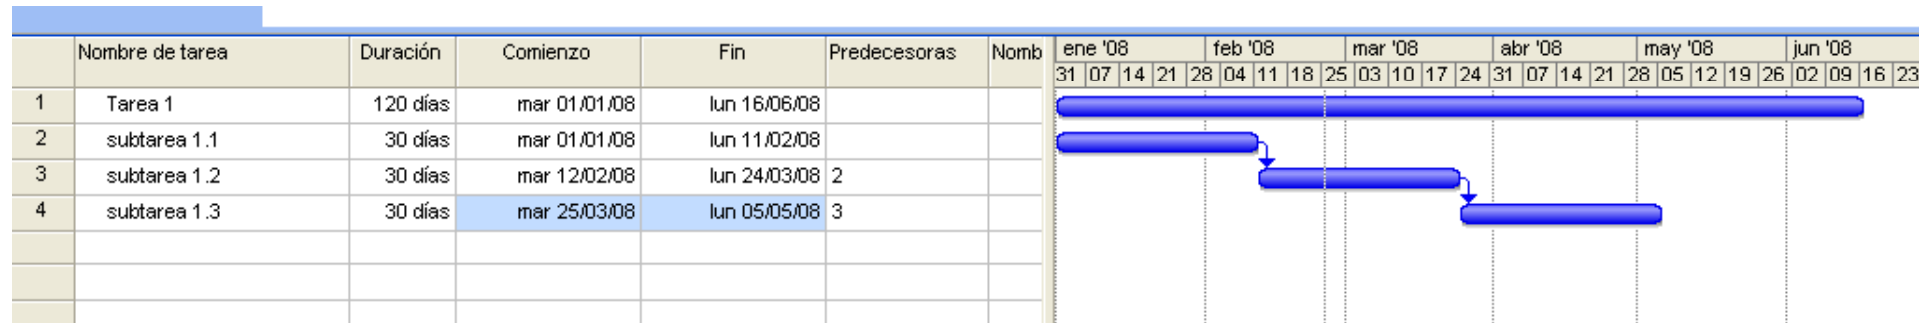 Nombre de tarea Duración Comienzo Fin Predecesoras Nomb ene '08 feb '08 mar '08 abr '08 may '08 jun '08
31 07 14 21 28 04 11 18 25 03 10 17 24 31 07 14 21 28 05 12 19 26 02 09 16 23
1 Tarea 1 120 días mar 01/01/08 lun 16/06/08
2 subtarea 1.1 30 días mar 01/01/08 lun 11/02/08
3 subtarea 1.2 30 días mar 12/02/08 lun 24/03/08 2
4 subtarea 1.3 30 días mar 25/03/08 lun 05/05/08 3